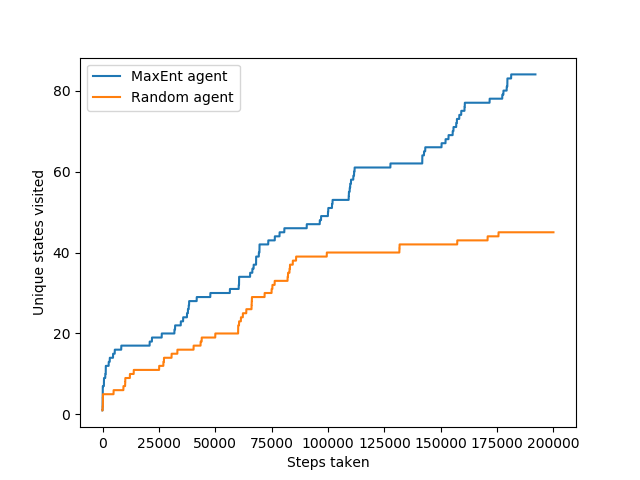 MaxEnt agent
Random agent
80
60
40
20
0
Unique states visited
0 25000 50000 75000 100000 125000 150000 175000 200000
Steps taken